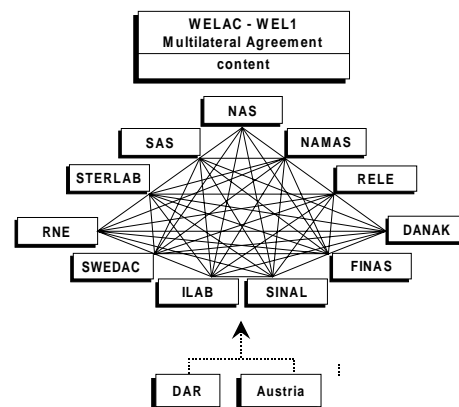 WELAC - WEL1
Multilateral Agreement
content
NAS
SAS
NAMAS
STERLAB
RELE
RNE
DANAK
SWEDAC
FINAS
ILAB
SINAL
DAR
Austria